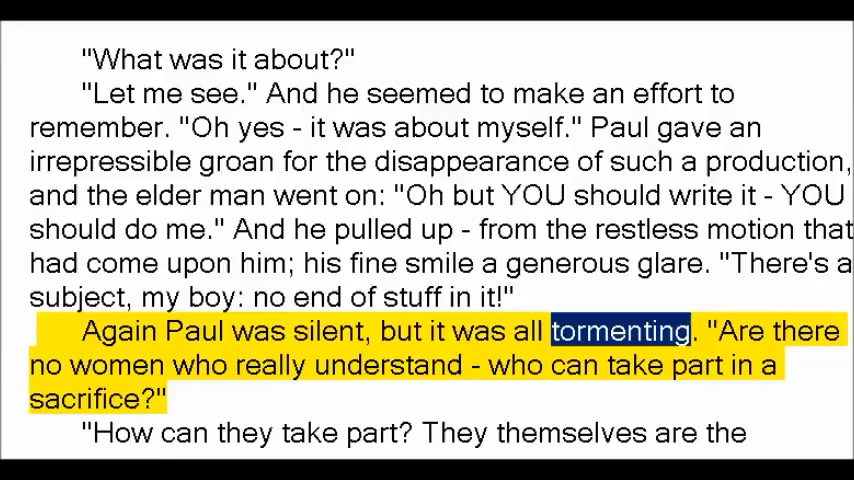 "What was it about?"
"Let me see." And he seemed to make an effort to
remember. "Oh yes - it was about myself." Paul gave an
irrepressible groan for the disappearance of such a production,
and the elder man went on: "Oh but YOU should write it - YOU
should do me." And he pulled up - from the restless motion that
had come upon him; his fine smile a generous glare. "There's a
subject, my boy: no end of stuff in it!"
Again Paul was silent, but it was all tormenting. "Are there
no women who really understand - who can take part in a
sacrifice?"
"How can they take part? They themselves are the